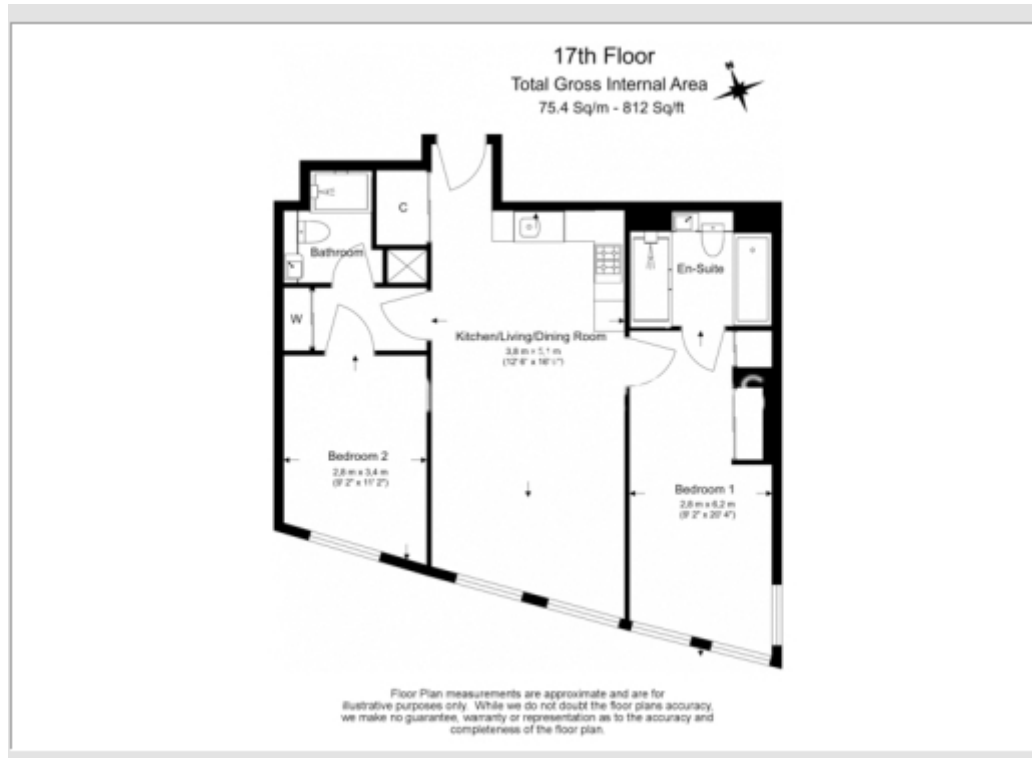 17th Floor
Total Gross Internal Area
75.4 Sq/m - 812 Sq/ft
N
C
Bathroom
En-Suite
W
Kitchen/Living/Dining Room
3,8 m x
(12' 6" x
Bedroom 2
2,8 m x 3,4 m
(9' 2" x 11' 2")
Bedroom 1
2,8 m x 6,2 m
(9' 2" x 20' 4")
Floor Plan measurements are approximate and are for
illustrative purposes only. While we do not doubt the floor plans accuracy,
we make no guarantee, warranty or representation as to the accuracy and
completeness of the floor plan.